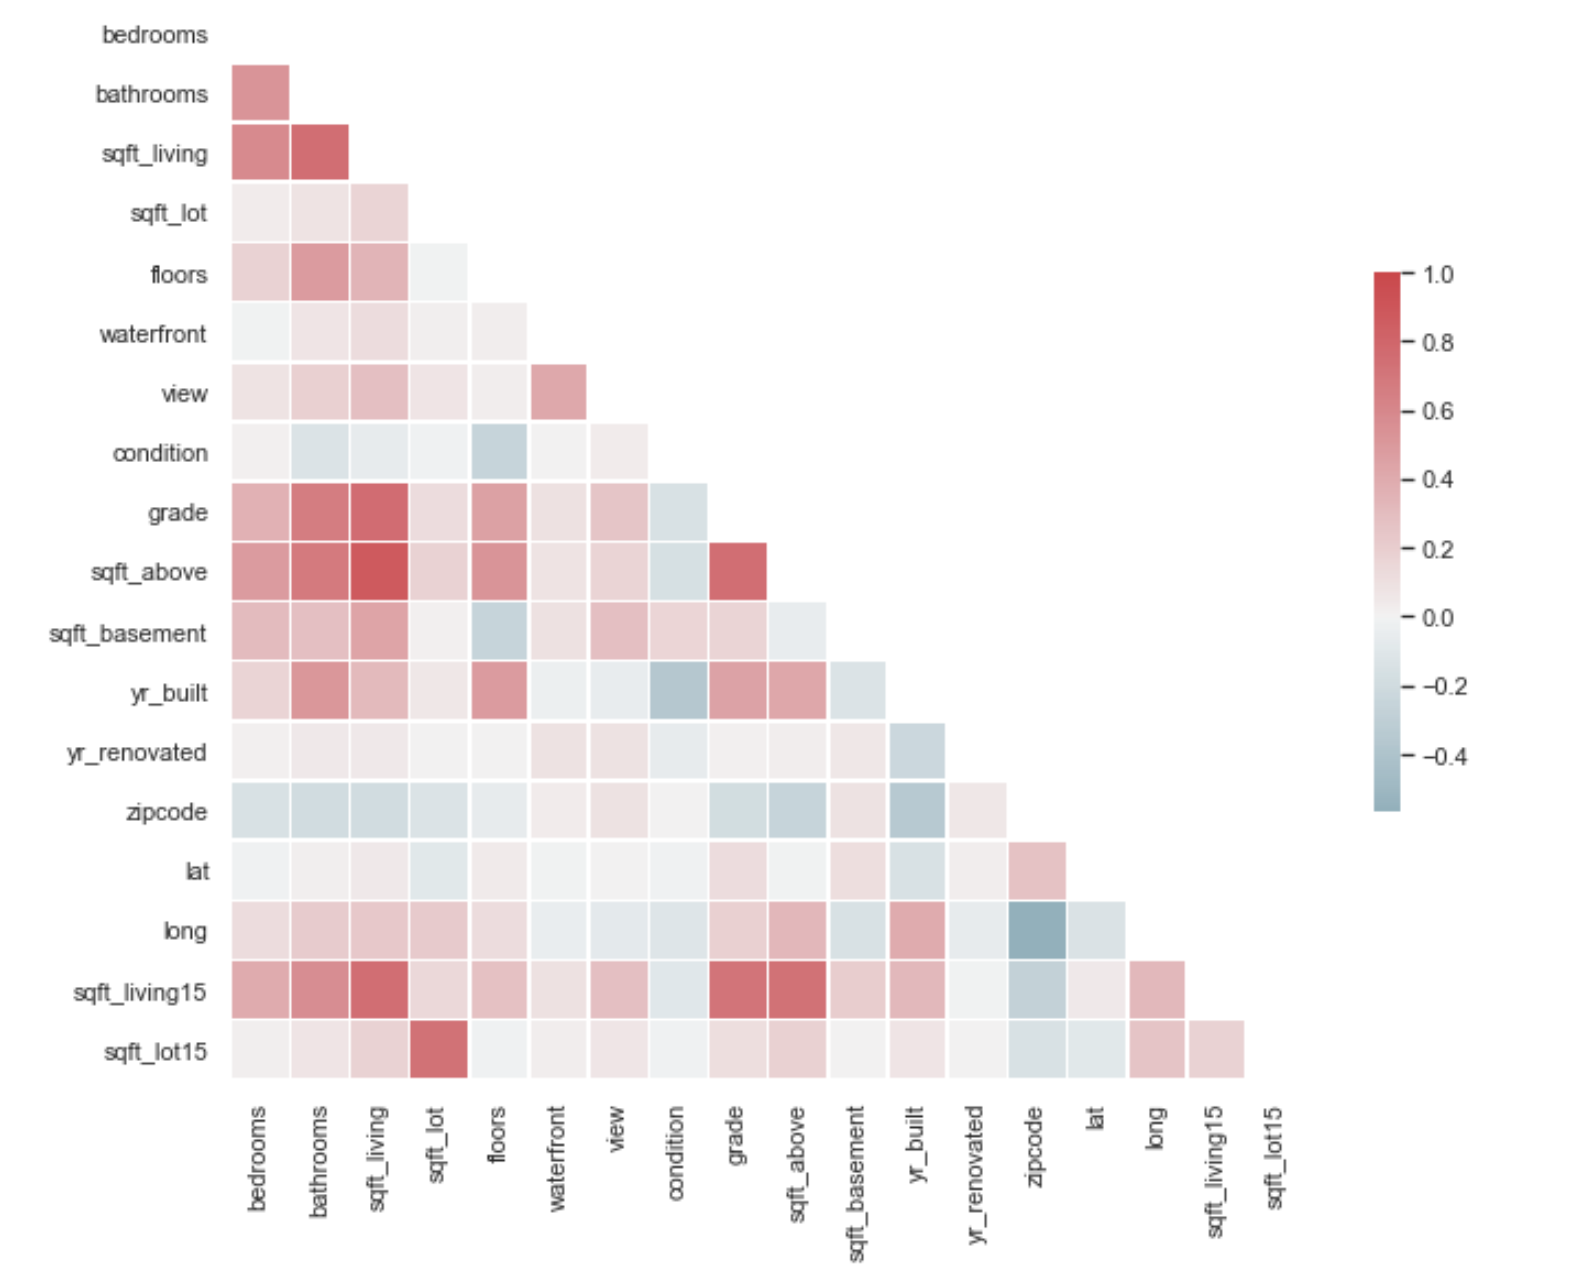 bedrooms
bathrooms
sqft_living
sqft_lot
floors
waterfront
view
condition
grade
sqft_above
sqft_basement
yr_built
yr_renovated
zipcode
lat
long
sqft_living15
sqft_lot15
bedrooms
bathrooms
sqft_living
sqft_lot
floors
waterfront
view
condition
grade
sqft_above
sqft_basement
yr_built
yr_renovated
zipcode
lat
long
sqft_living15
sqft_lot15
1.0
0.8
0.6
0.4
0.2
0.0
−0.2
−0.4